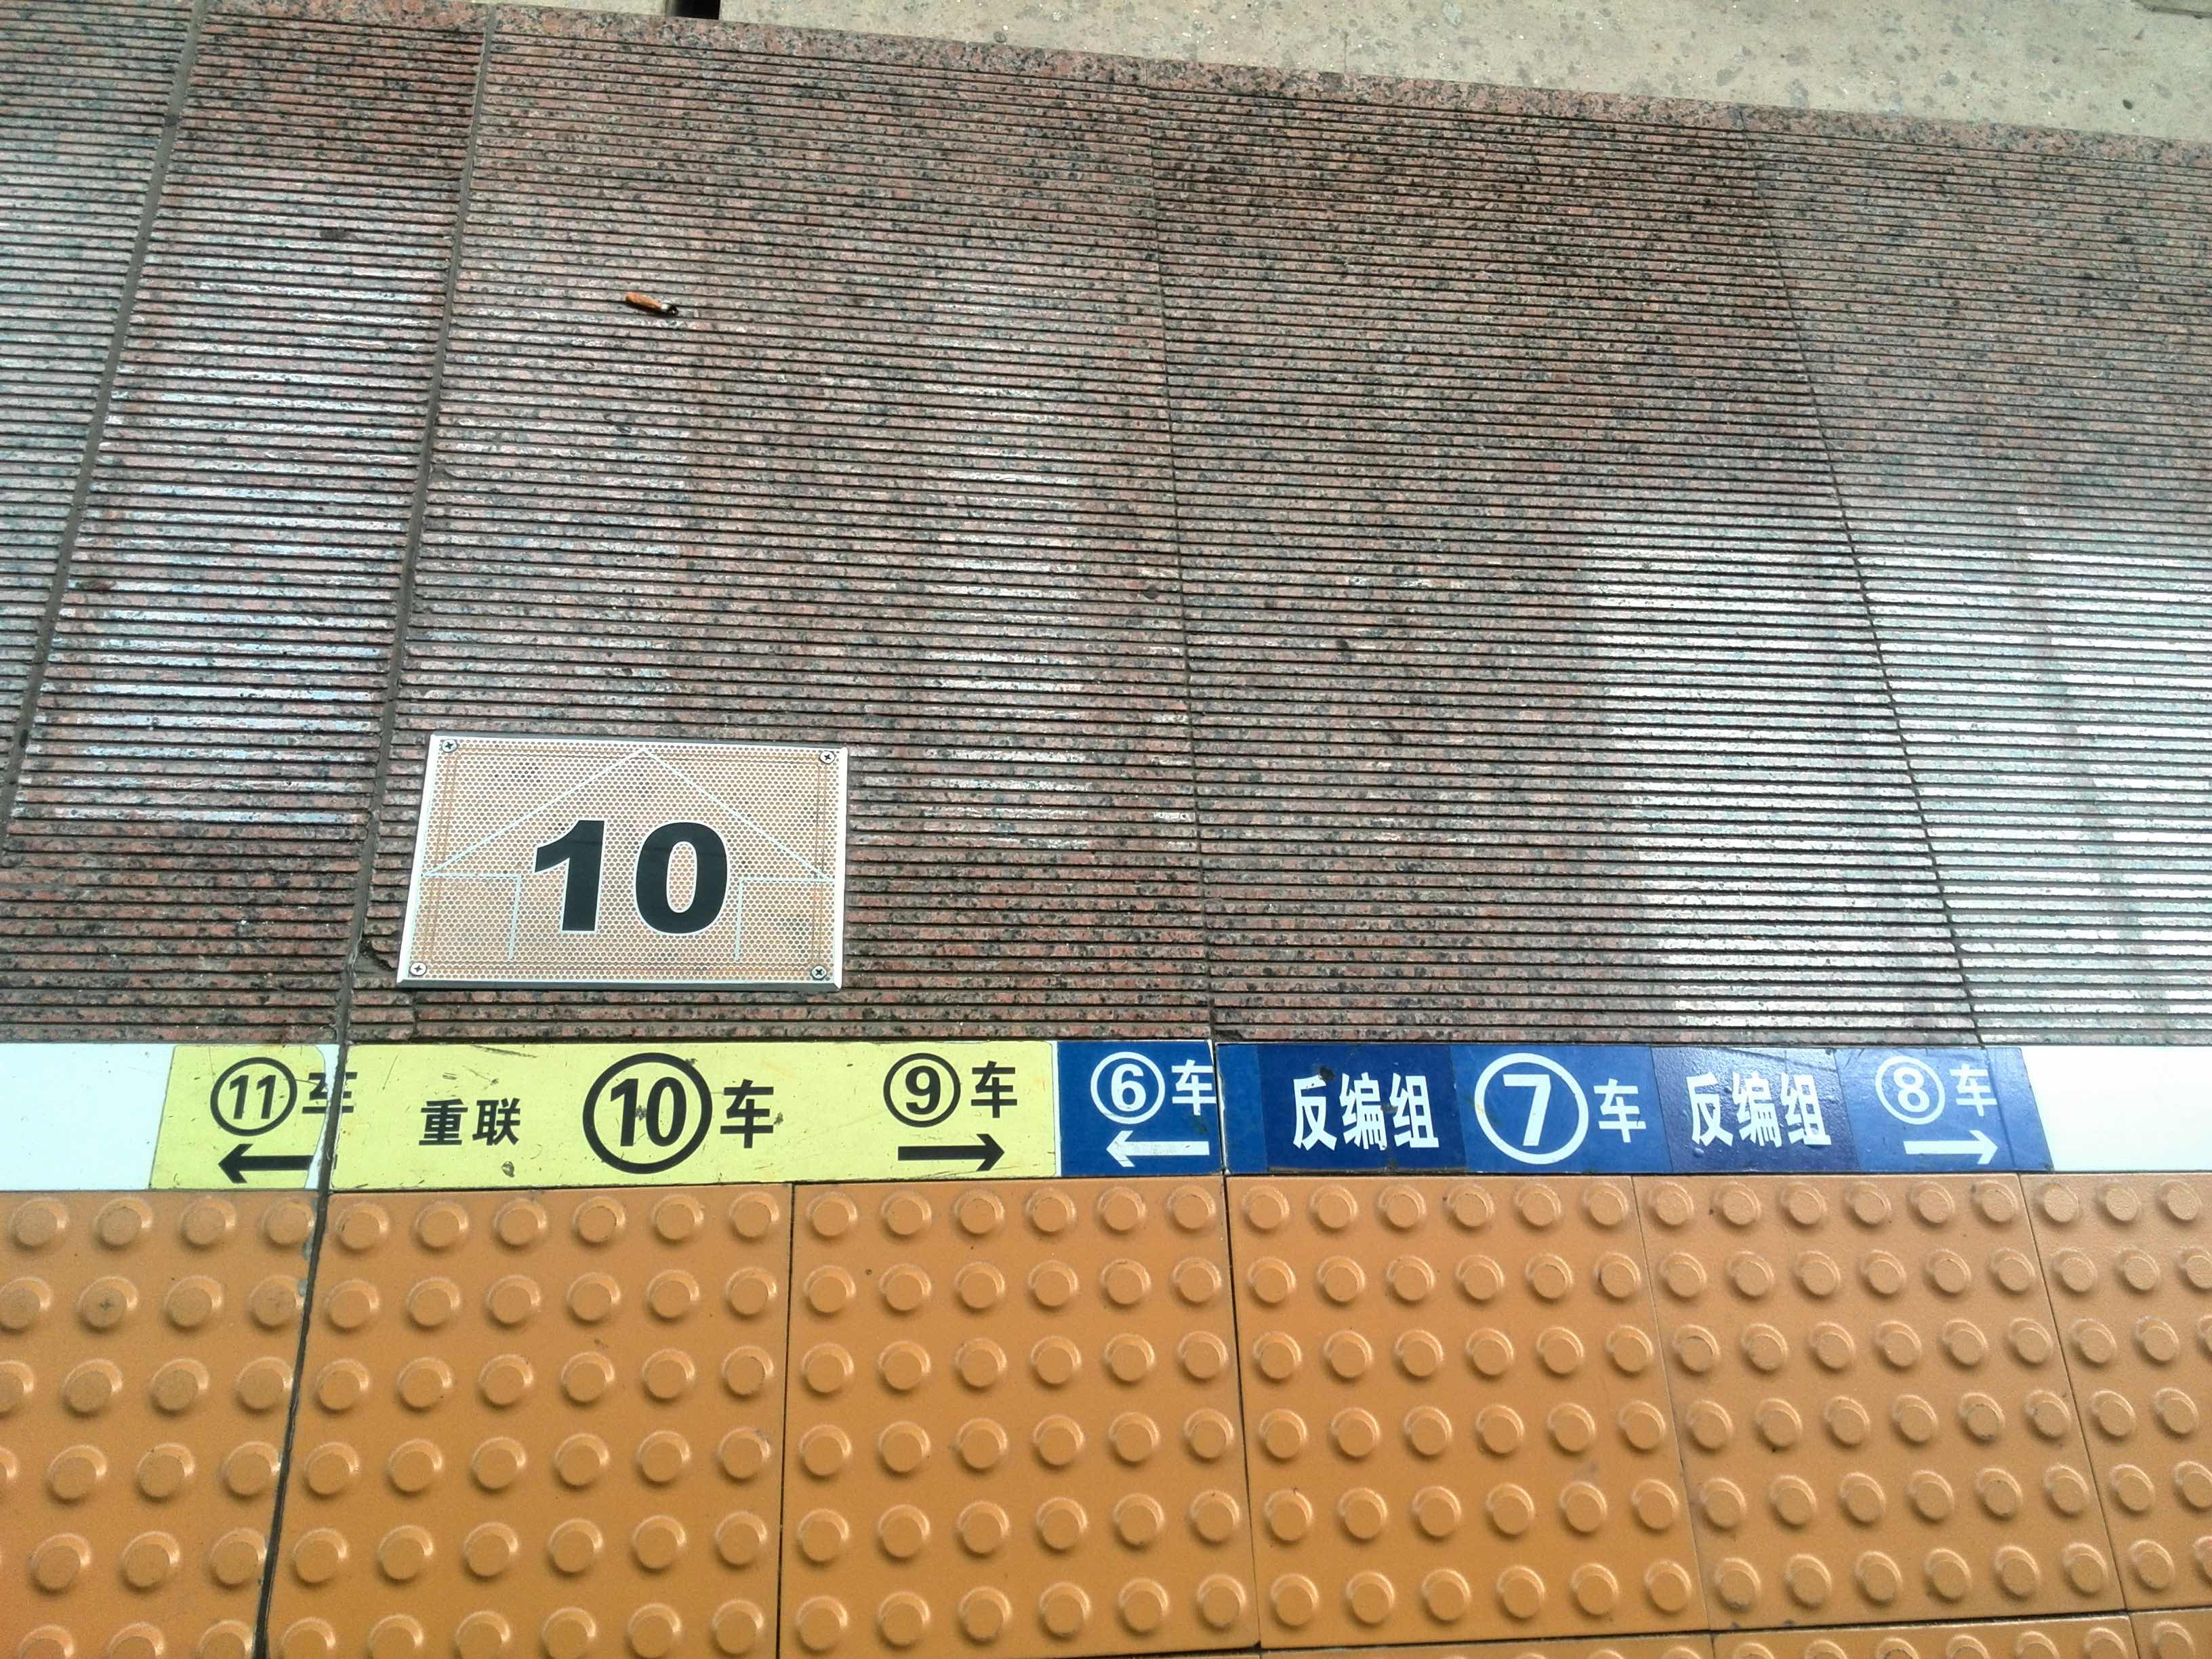 10
⑪车 重联 ⑩车 ⑨车 ⑥车 反编组 ⑦车 反编组 ⑧车
← → ← →